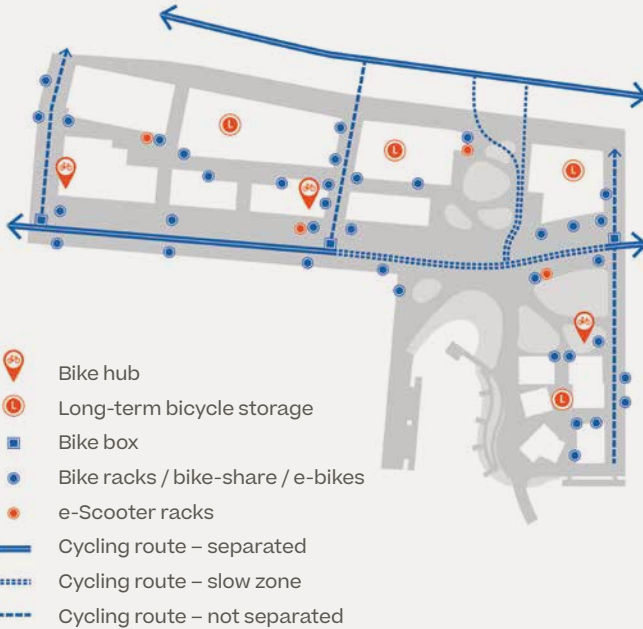 L
L
L
L
Bike hub
L
Long-term bicycle storage
Bike box
Bike racks / bike-share / e-bikes
e-Scooter racks
Cycling route – separated
Cycling route – slow zone
Cycling route – not separated